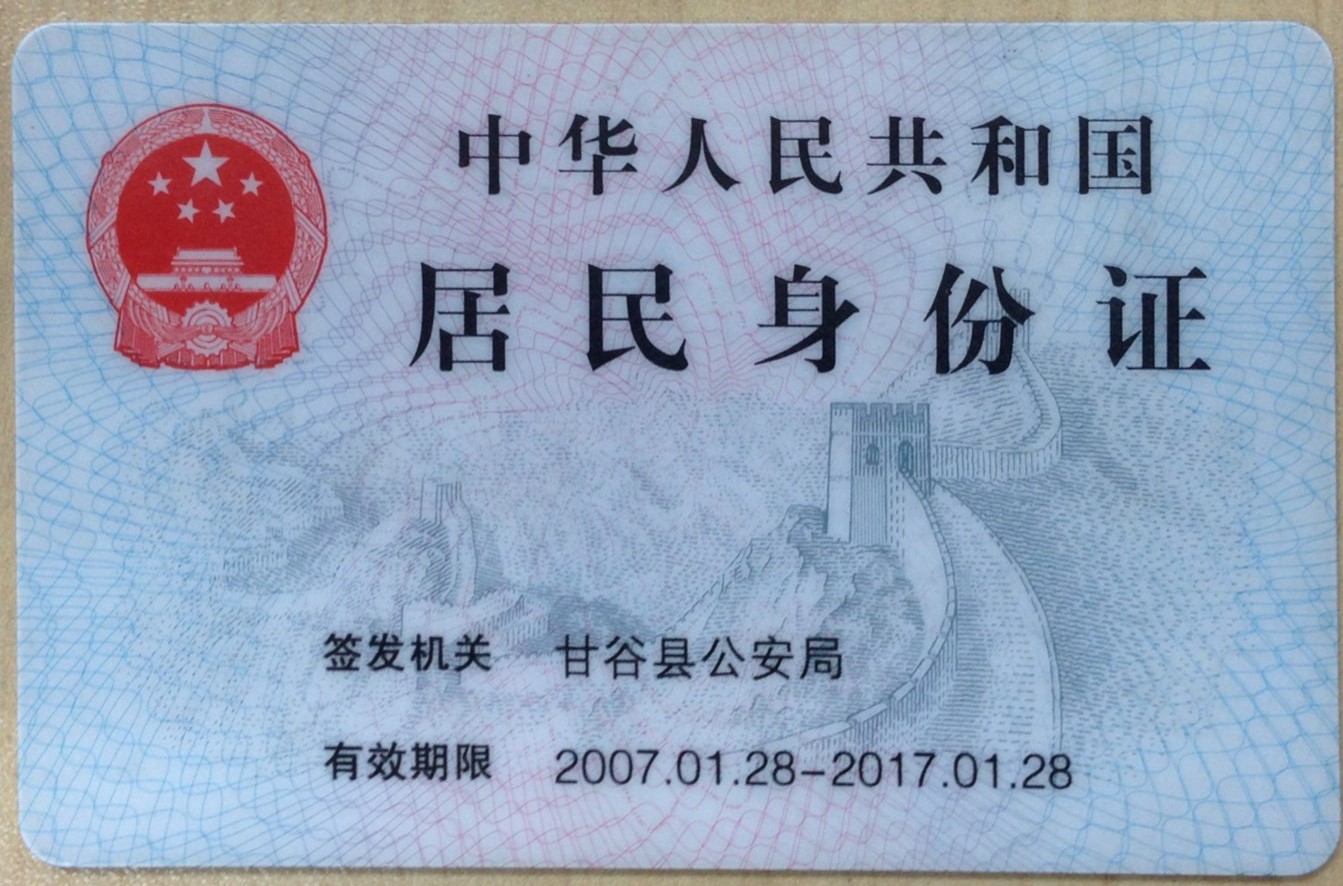 中华人民共和国
居民身份证
签发机关 甘谷县公安局
有效期限 2007.01.28-2017.01.28